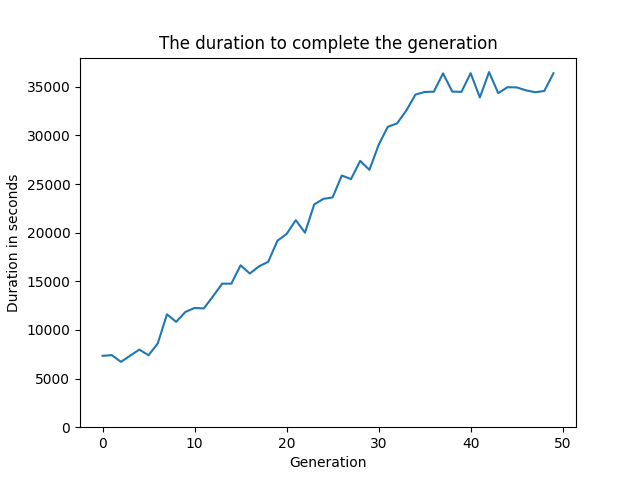 The duration to complete the generation
35000
30000
25000
20000
15000
10000
5000
0
Duration in seconds
0 10 20 30 40 50
Generation